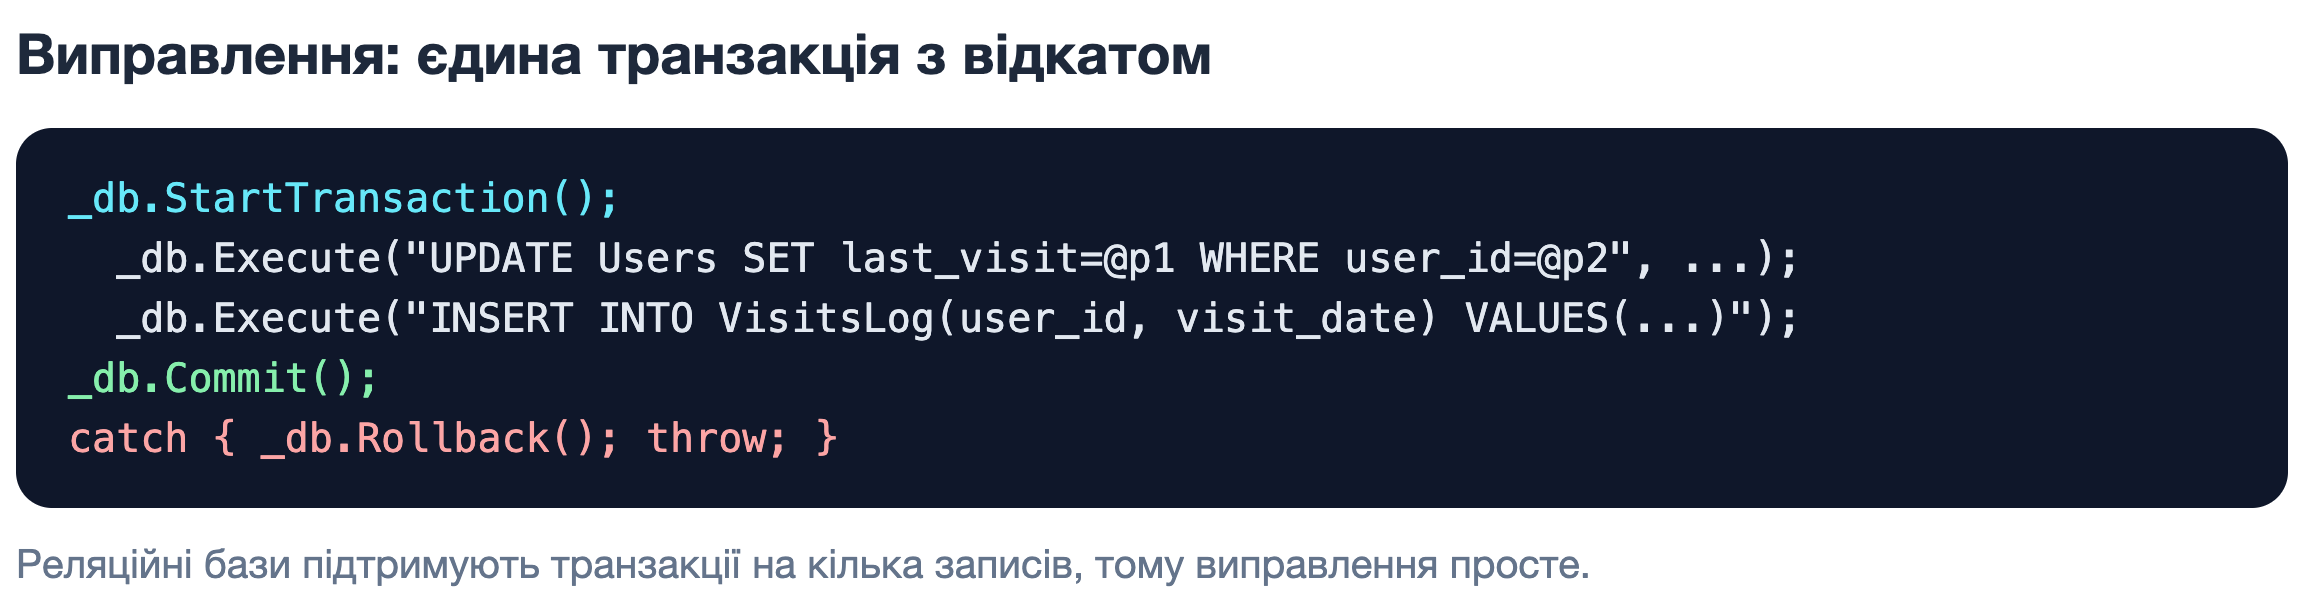 Виправлення: єдина транзакція з відкатом
_db.StartTransaction();
  _db.Execute("UPDATE Users SET last_visit=@p1 WHERE user_id=@p2", ...);
  _db.Execute("INSERT INTO VisitsLog(user_id, visit_date) VALUES(...)");
_db.Commit();
catch { _db.Rollback(); throw; }
Реляційні бази підтримують транзакції на кілька записів, тому виправлення просте.